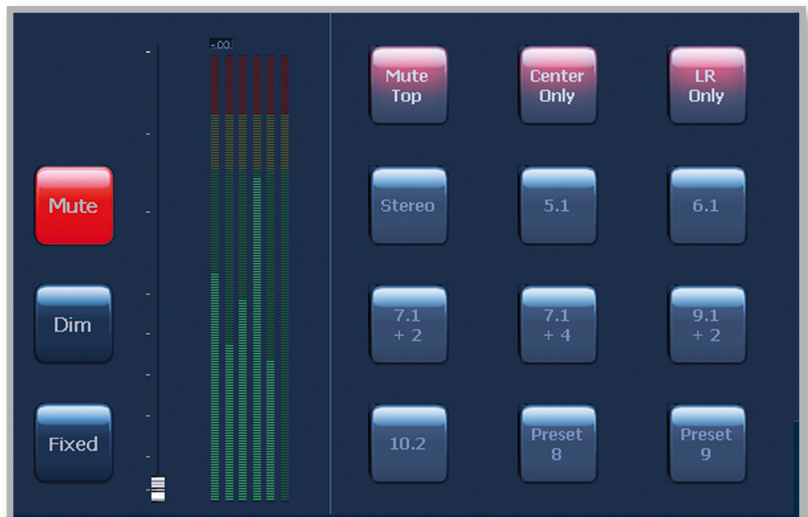 -.00.
Mute
Top
Center
Only
LR
Only
Mute
Stereo
5.1
6.1
Dim
7.1
+ 2
7.1
+ 4
9.1
+ 2
Fixed
10.2
Preset
8
Preset
9